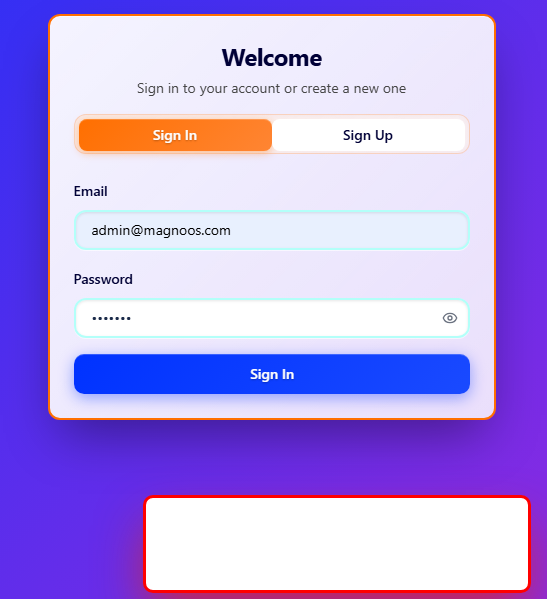 Welcome
Sign in to your account or create a new one
Sign In
Sign Up
Email
admin@magnoos.com
Password
•••••••
Sign In